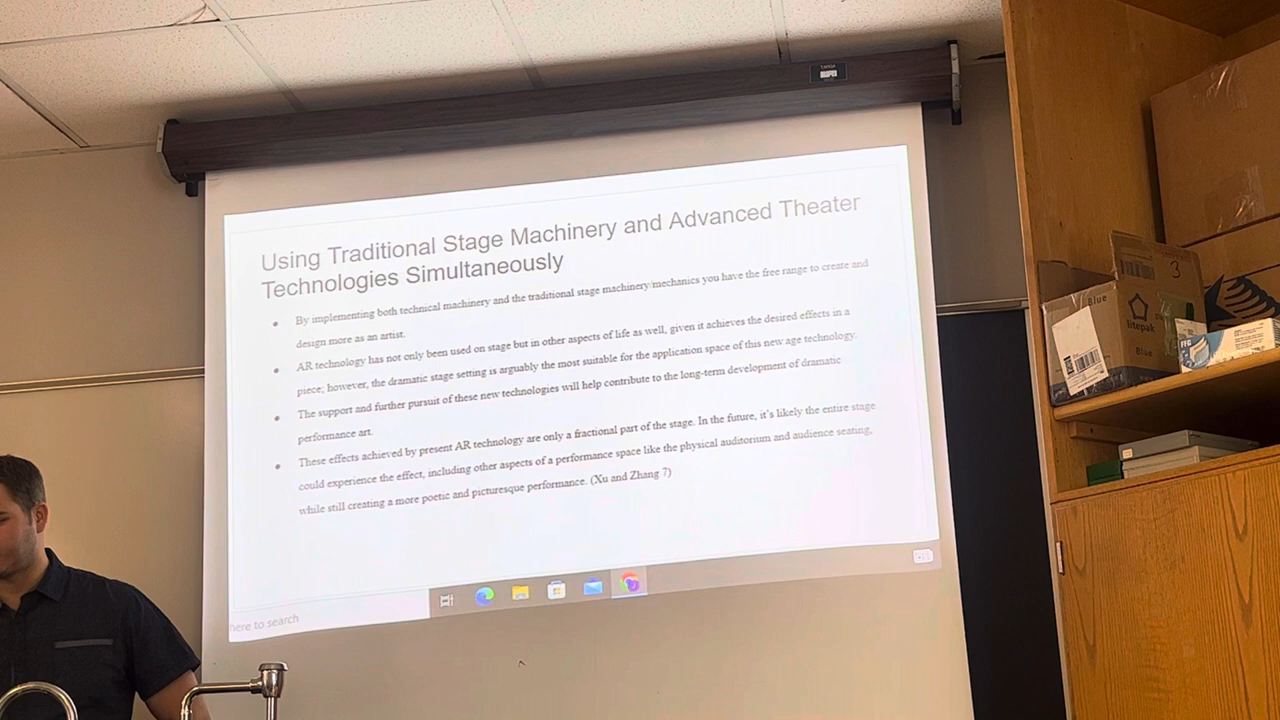 Using Traditional Stage Machinery and Advanced Theater
Technologies Simultaneously
By implementing both technical machinery and the traditional stage machinery/mechanics you have the free range to create and
design more as an artist.
AR technology has not only been used on stage but in other aspects of life as well, given it achieves the desired effects in a
piece; however, the dramatic stage setting is arguably the most suitable for the application space of this new age technology.
The support and further pursuit of these new technologies will help contribute to the long-term development of dramatic
performance art.
These effects achieved by present AR technology are only a fractional part of the stage. In the future, it's likely the entire stage
could experience the effect, including other aspects of a performance space like the physical auditorium and audience seating,
while still creating a more poetic and picturesque performance. (Xu and Zhang 7)
here to search
3
Blue
litepak
Blue